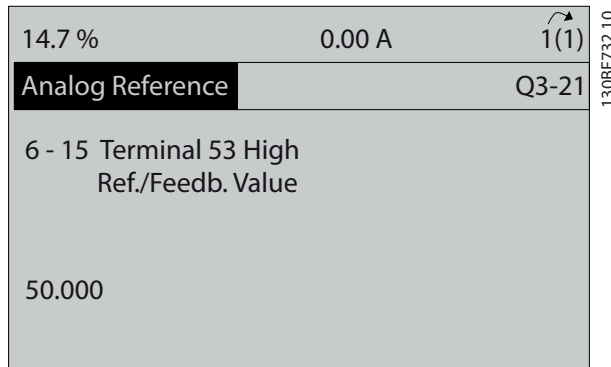 14.7 % 0.00 A 1(1)
Analog Reference Q3-21
6 - 15 Terminal 53 High
Ref./Feedb. Value
50.000
130BF732.10